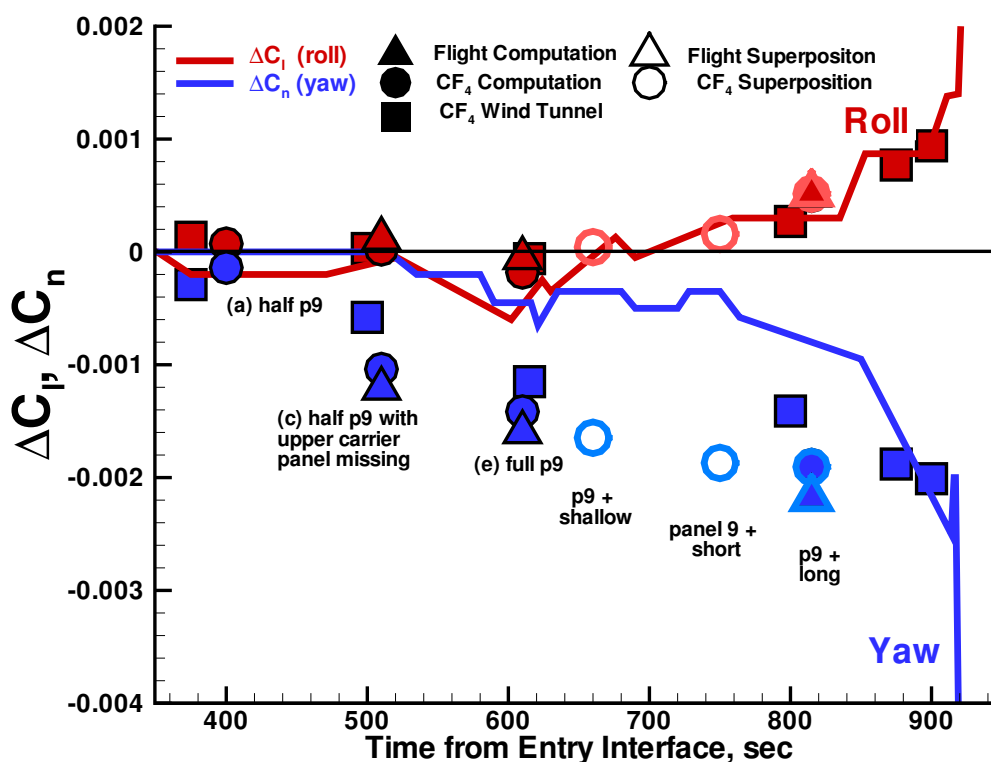 0.002
0.001
0
-0.001
-0.002
-0.003
-0.004
ΔCl, ΔCn
ΔCl (roll)
ΔCn (yaw)
Flight Computation
CF4 Computation
CF4 Wind Tunnel
Flight Superpositon
CF4 Superposition
Roll
(a) half p9
(c) half p9 with
upper carrier
panel missing
(e) full p9
p9 +
shallow
panel 9 +
short
p9 +
long
Yaw
400 500 600 700 800 900
Time from Entry Interface, sec